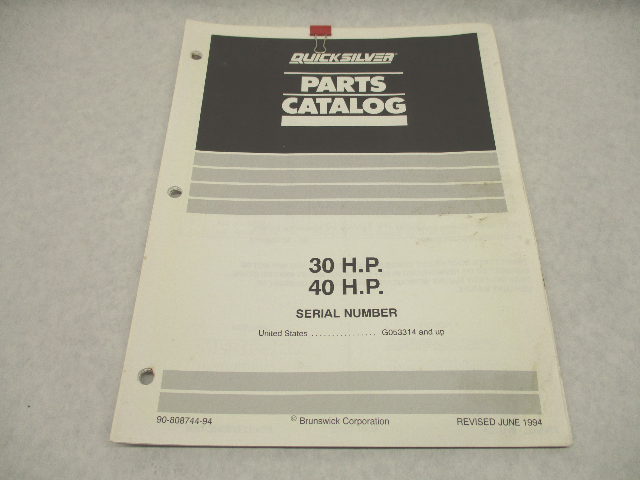 QUICKSILVER®
PARTS
CATALOG
30 H.P.
40 H.P.
SERIAL NUMBER
United States ................ G053314 and up
90-808744-94 © Brunswick Corporation REVISED JUNE 1994